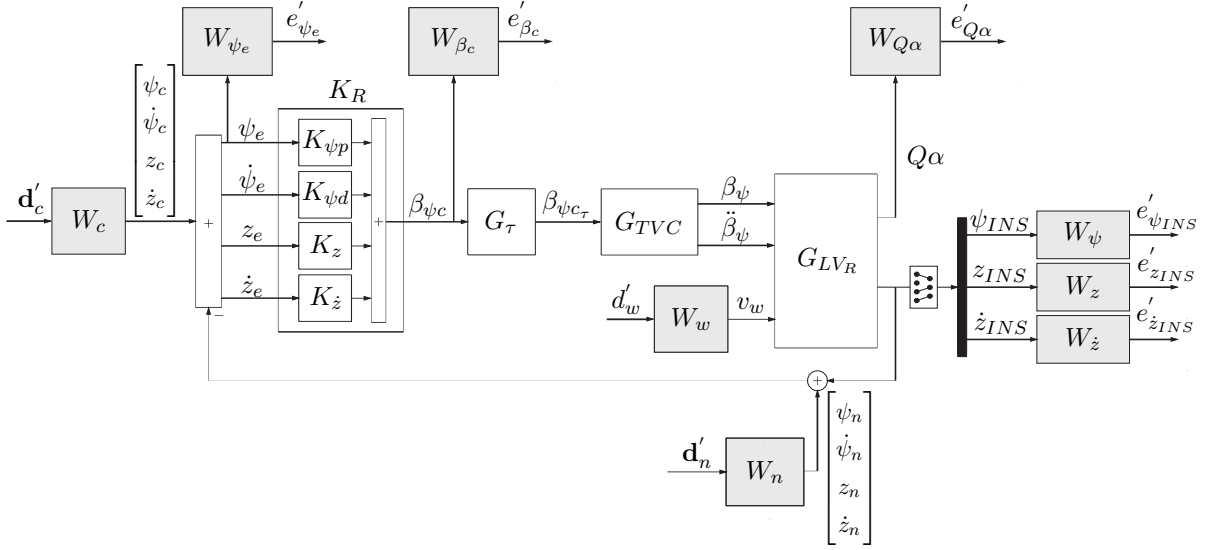 W_{ψ_e}
e'_{ψ_e}
W_{β_c}
e'_{β_c}
W_{Qα}
e'_{Qα}
ψ_c
ψ̇_c
z_c
ż_c
K_R
ψ_e
K_{ψp}
Qα
d'_c
W_c
+
ψ̇_e
K_{ψd}
+
β_{ψc}
G_τ
β_{ψc_τ}
G_{TVC}
β_ψ
β̈_ψ
G_{LV_R}
z_e
K_z
ż_e
K_ż
−
d'_w
W_w
v_w
ψ_{INS}
W_ψ
e'_{ψ_{INS}}
z_{INS}
W_z
e'_{z_{INS}}
ż_{INS}
W_ż
e'_{ż_{INS}}
+
d'_n
W_n
ψ_n
ψ̇_n
z_n
ż_n